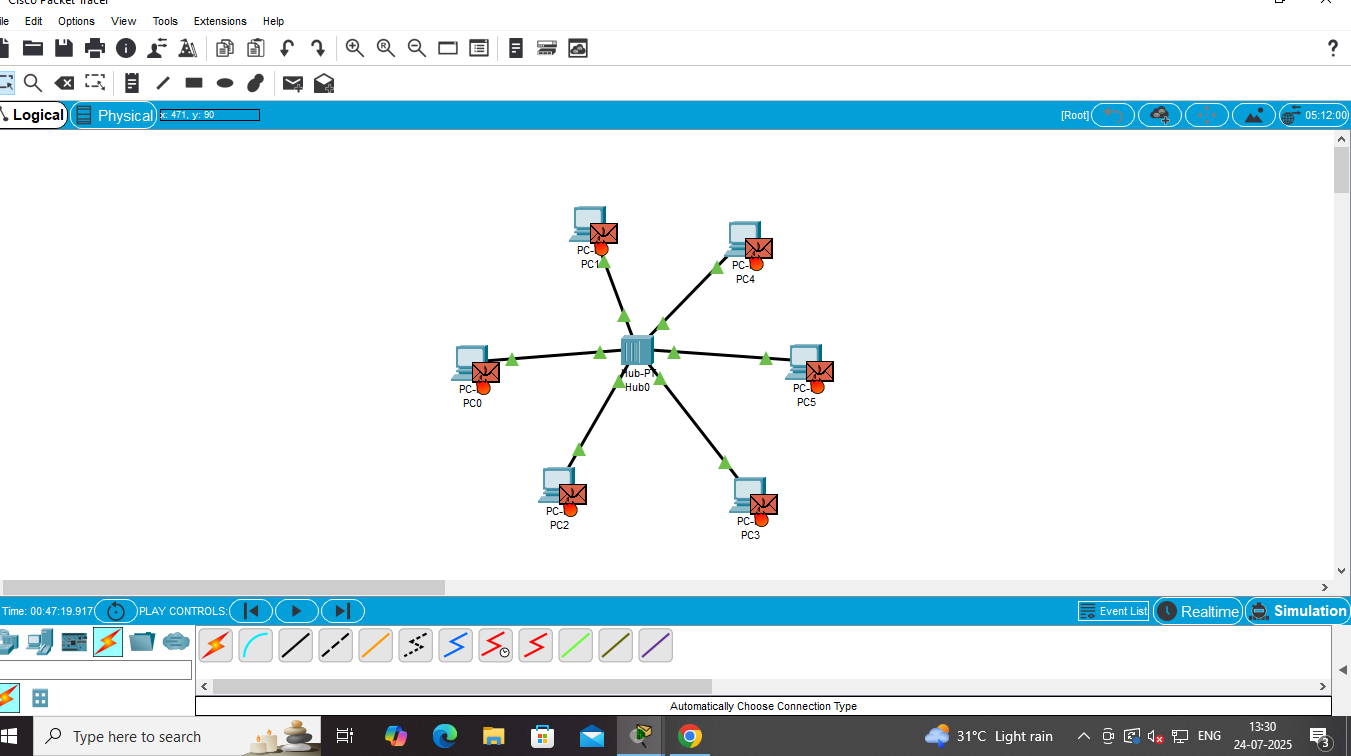 Cisco Packet Tracer
ile Edit Options View Tools Extensions Help
?
Logical Physical x: 471, y: 90 [Root] 05:12:00
PC-
PC1
PC-
PC4
PC-
PC0
Hub-PT
Hub0
PC-
PC5
PC-
PC2
PC-
PC3
Time: 00:47:19.917 PLAY CONTROLS: Event List Realtime Simulation
Automatically Choose Connection Type
Type here to search 31°C Light rain ENG 13:30
24-07-2025 3